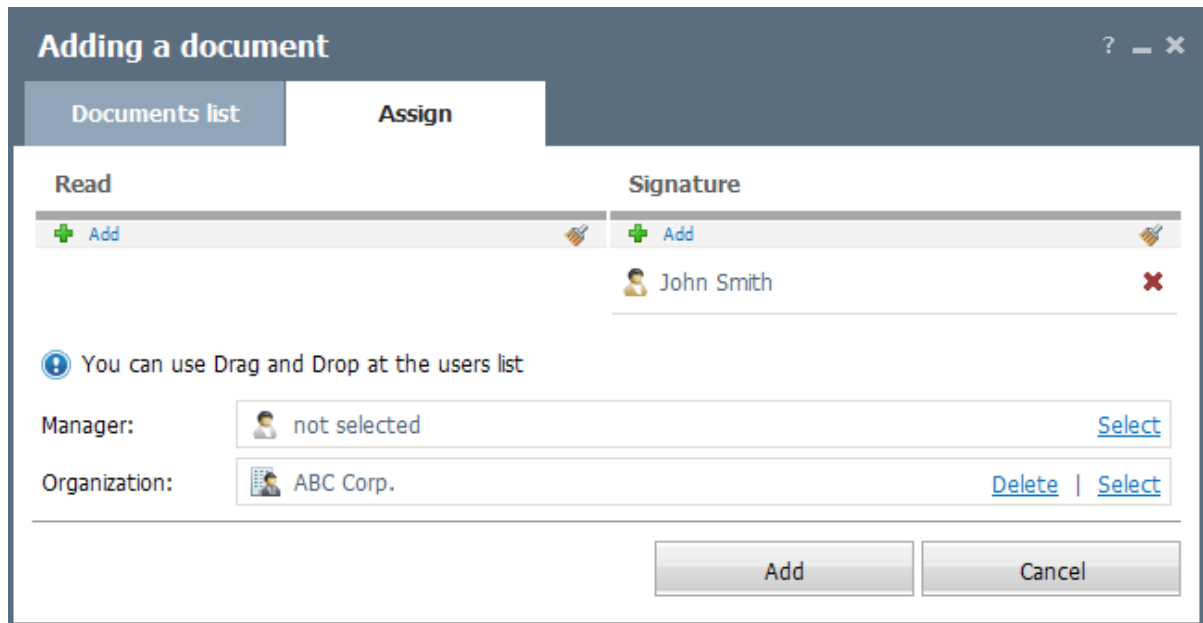 Adding a document ?
Documents list Assign
Read Signature
Add Add
John Smith
You can use Drag and Drop at the users list
Manager: not selected Select
Organization: ABC Corp. Delete | Select
Add Cancel